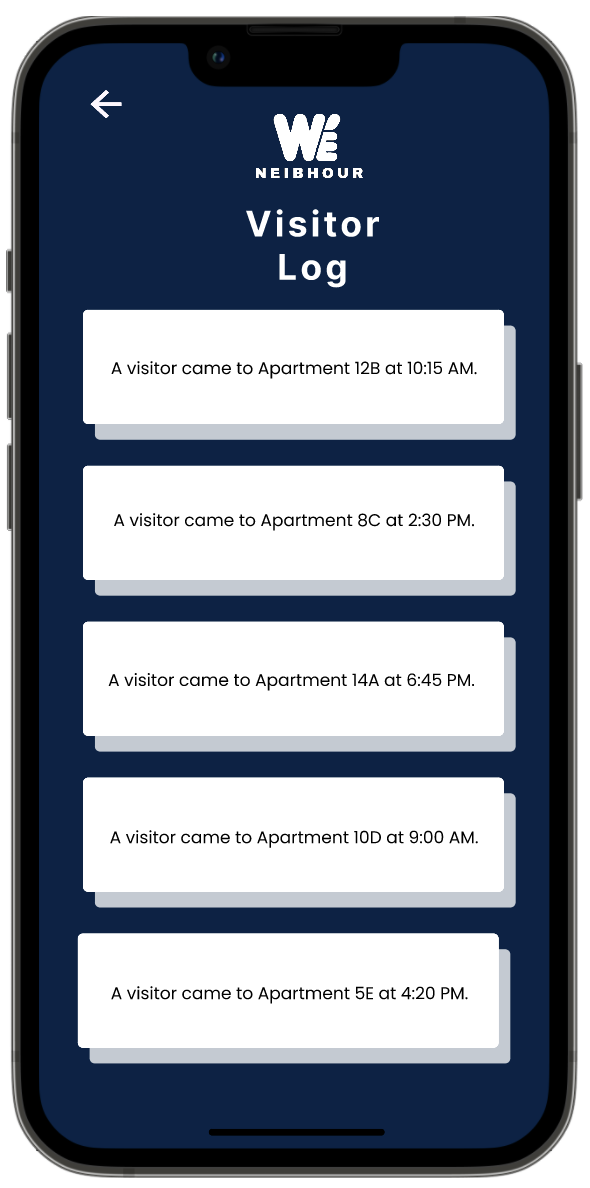 WÉ
NEIBHOUR
Visitor
Log
A visitor came to Apartment 12B at 10:15 AM.
A visitor came to Apartment 8C at 2:30 PM.
A visitor came to Apartment 14A at 6:45 PM.
A visitor came to Apartment 10D at 9:00 AM.
A visitor came to Apartment 5E at 4:20 PM.